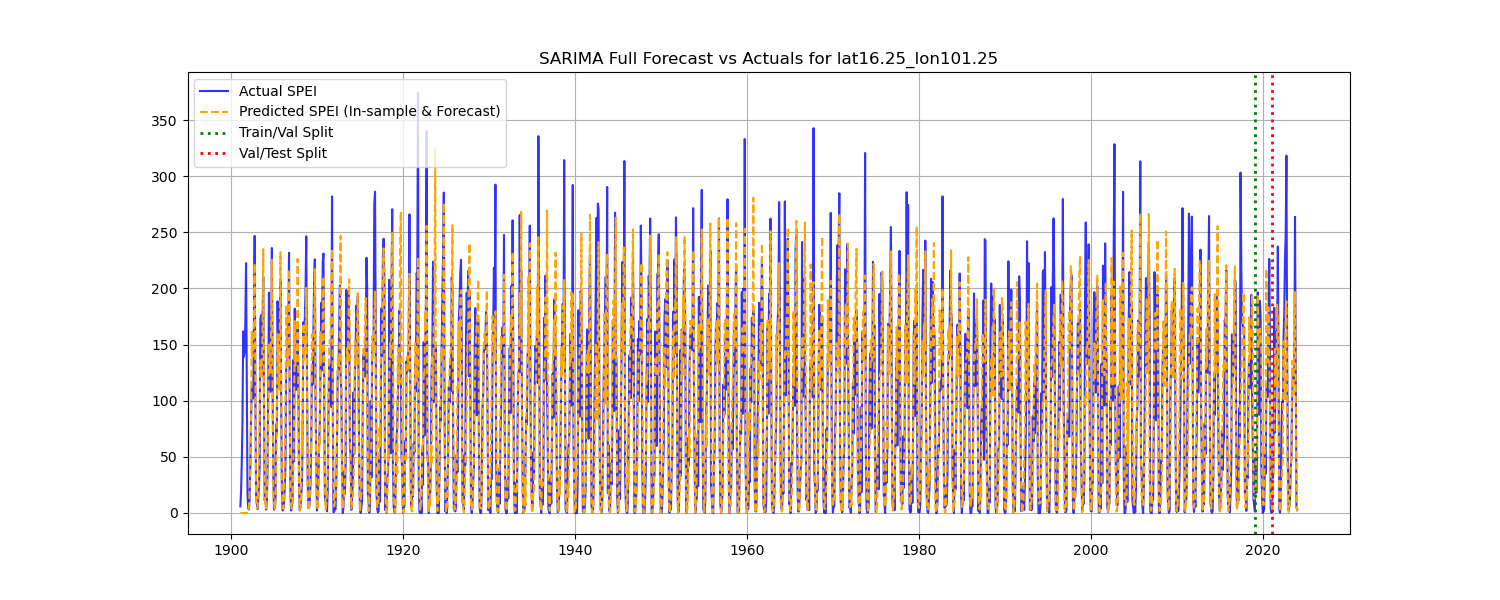 SARIMA Full Forecast vs Actuals for lat16.25_lon101.25
Actual SPEI
Predicted SPEI (In-sample & Forecast)
Train/Val Split
Val/Test Split
350
300
250
200
150
100
50
0
1900 1920 1940 1960 1980 2000 2020